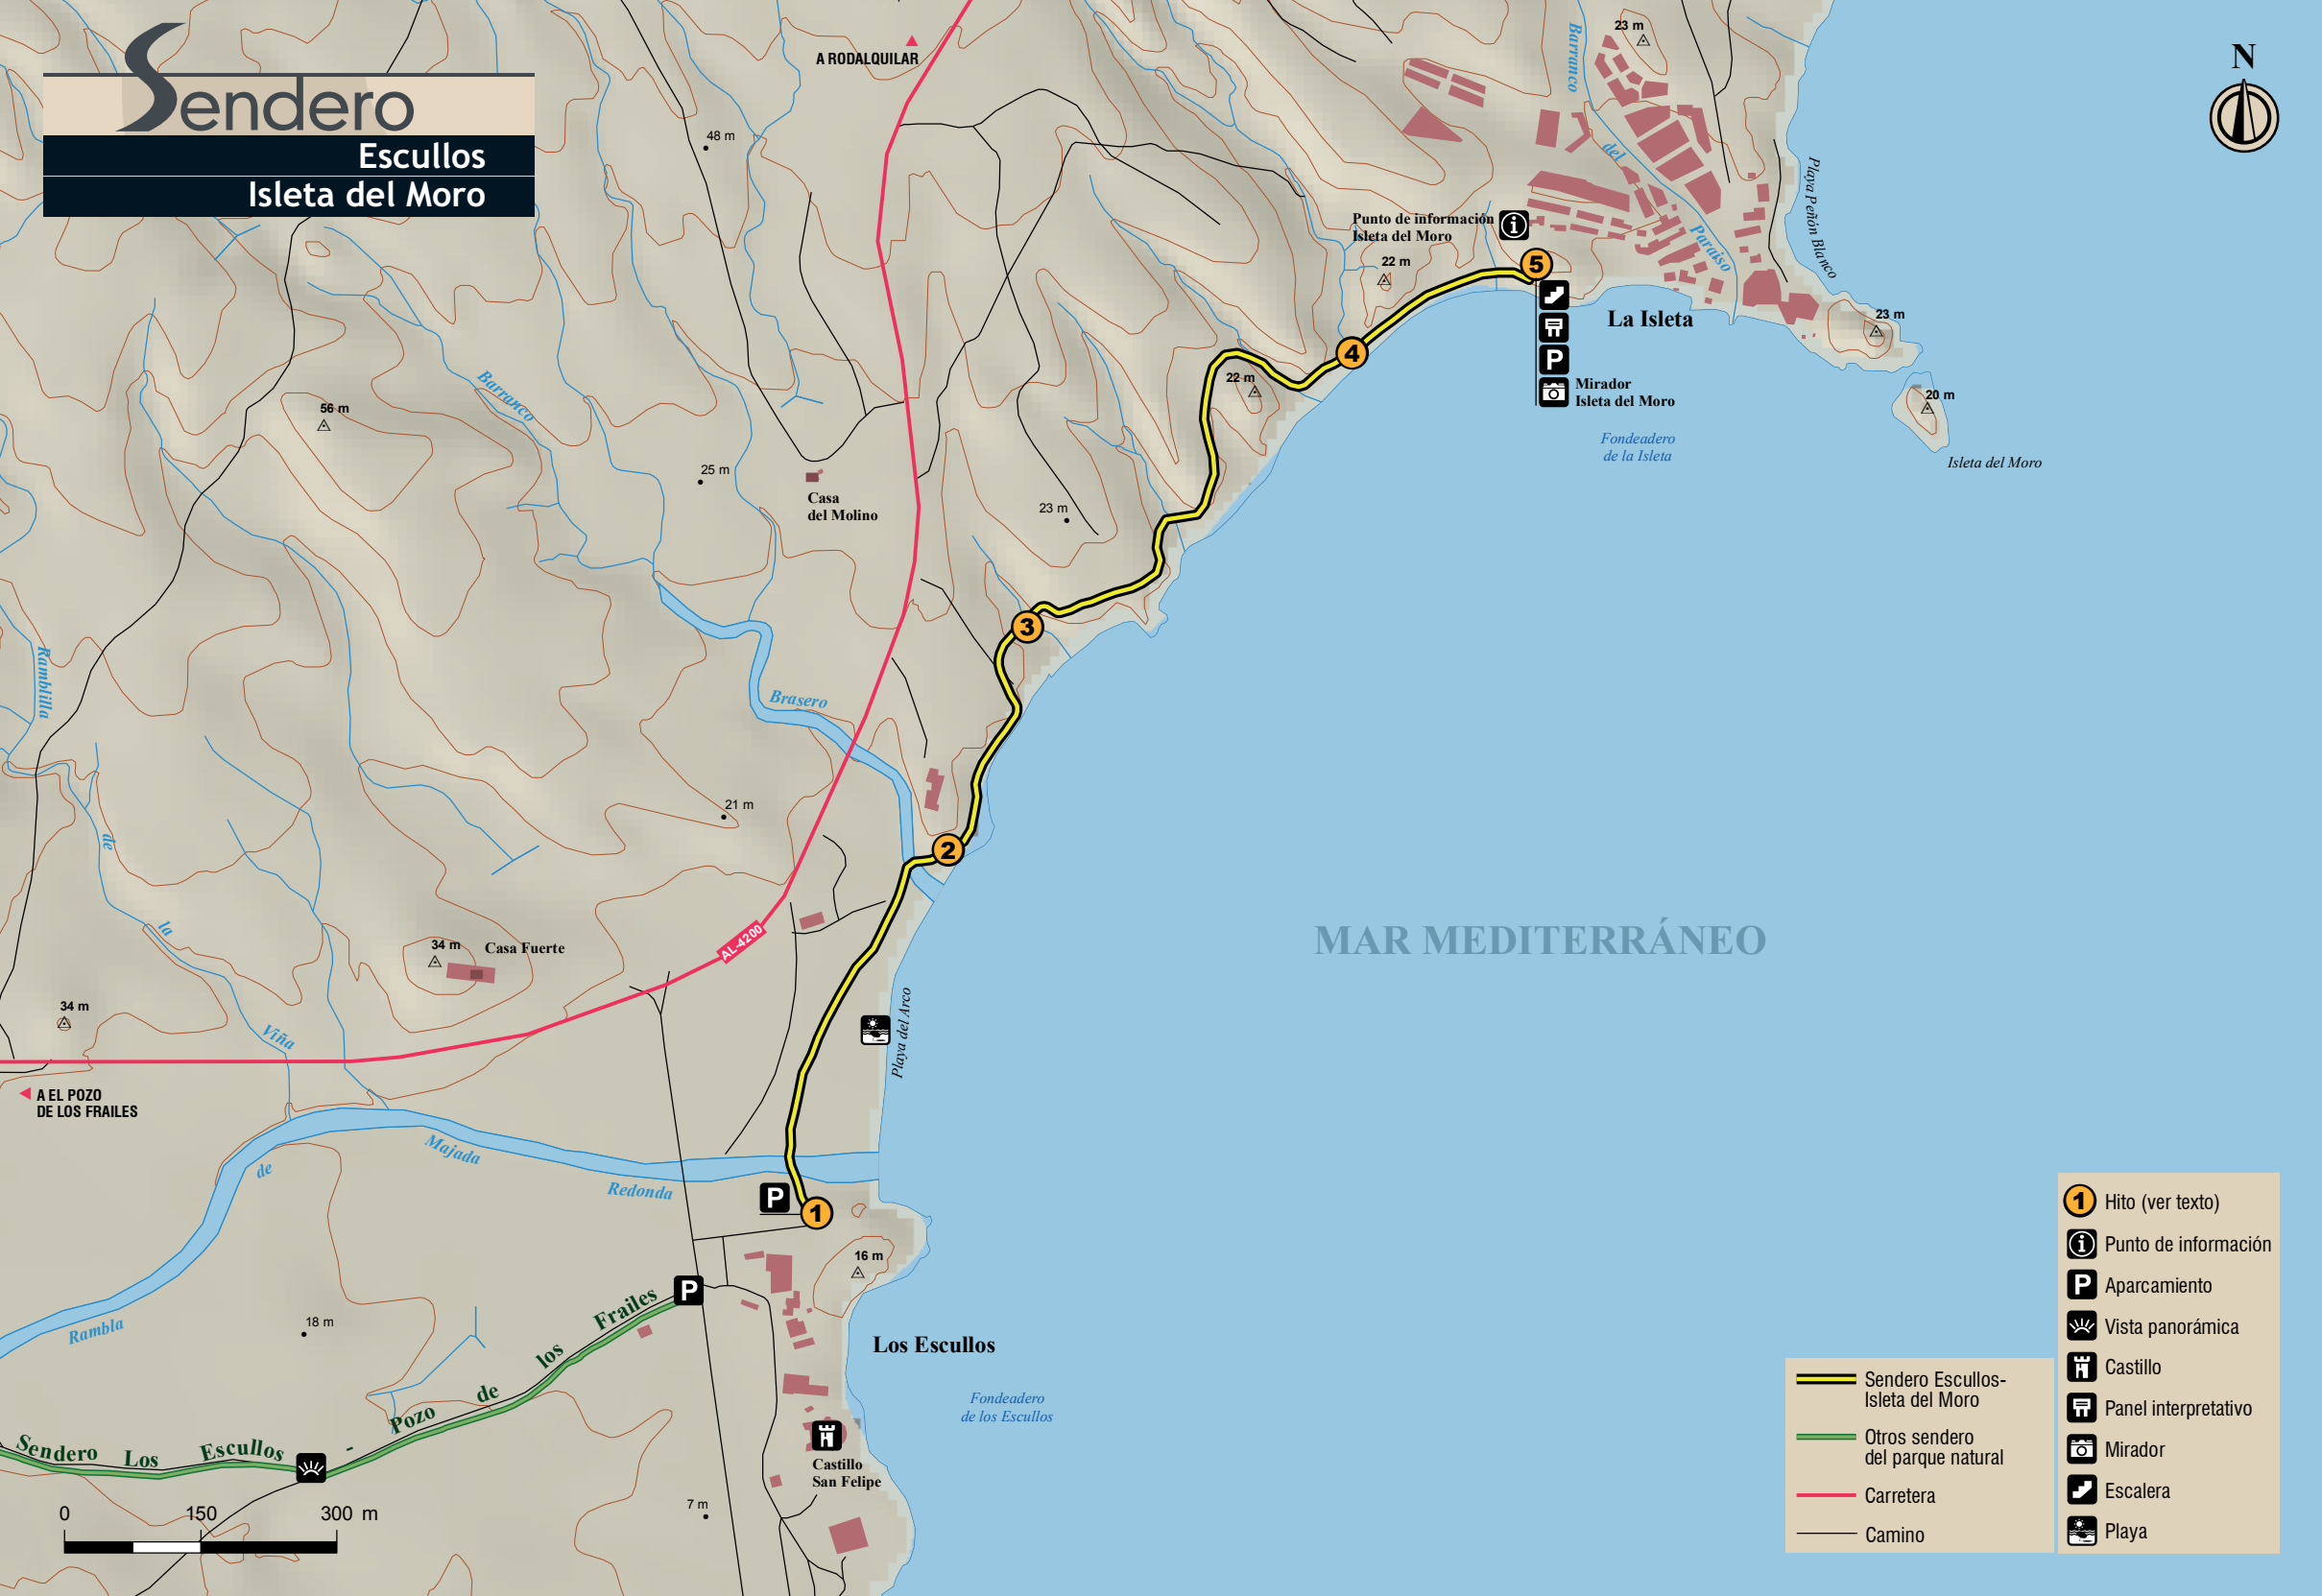 Sendero
Escullos
Isleta del Moro
A RODALQUILAR
48 m
23 m
Barranco
del
Paraíso
N
Playa Peñón Blanco
Punto de información
Isleta del Moro
i
22 m
5
La Isleta
P
Mirador
Isleta del Moro
23 m
20 m
Isleta del Moro
Fondeadero
de la Isleta
4
22 m
56 m
Barranco
25 m
Casa
del Molino
23 m
3
Ramblilla
de
la
Viña
Brasero
21 m
2
MAR MEDITERRÁNEO
34 m
Casa Fuerte
AL-4200
34 m
Playa del Arco
A EL POZO
DE LOS FRAILES
Rambla
de
Majada
Redonda
P
1
16 m
P
18 m
Los Escullos
Fondeadero
de los Escullos
Sendero Los Escullos - Pozo de los Frailes
Castillo
San Felipe
7 m
0 150 300 m
Sendero Escullos-
Isleta del Moro
Otros sendero
del parque natural
Carretera
Camino
1 Hito (ver texto)
i Punto de información
P Aparcamiento
Vista panorámica
Castillo
Panel interpretativo
Mirador
Escalera
Playa